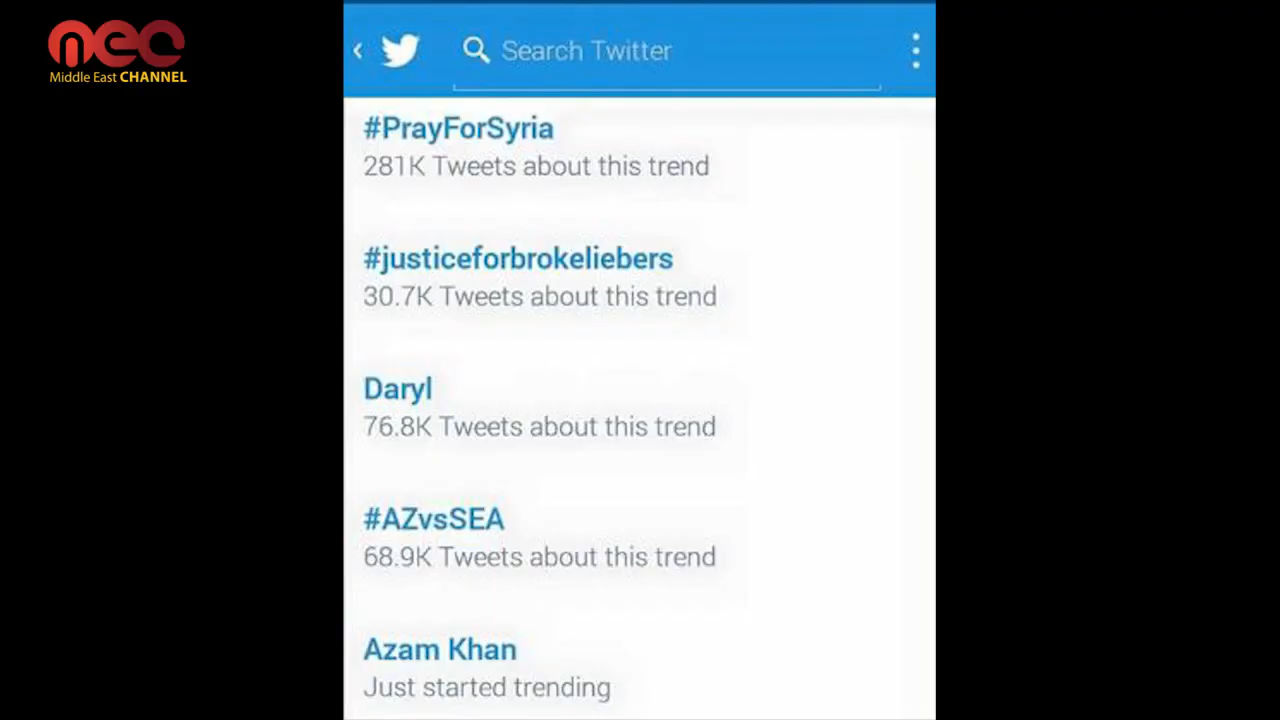 nec
Middle East CHANNEL
Search Twitter
#PrayForSyria
281K Tweets about this trend
#justiceforbrokeliebers
30.7K Tweets about this trend
Daryl
76.8K Tweets about this trend
#AZvsSEA
68.9K Tweets about this trend
Azam Khan
Just started trending